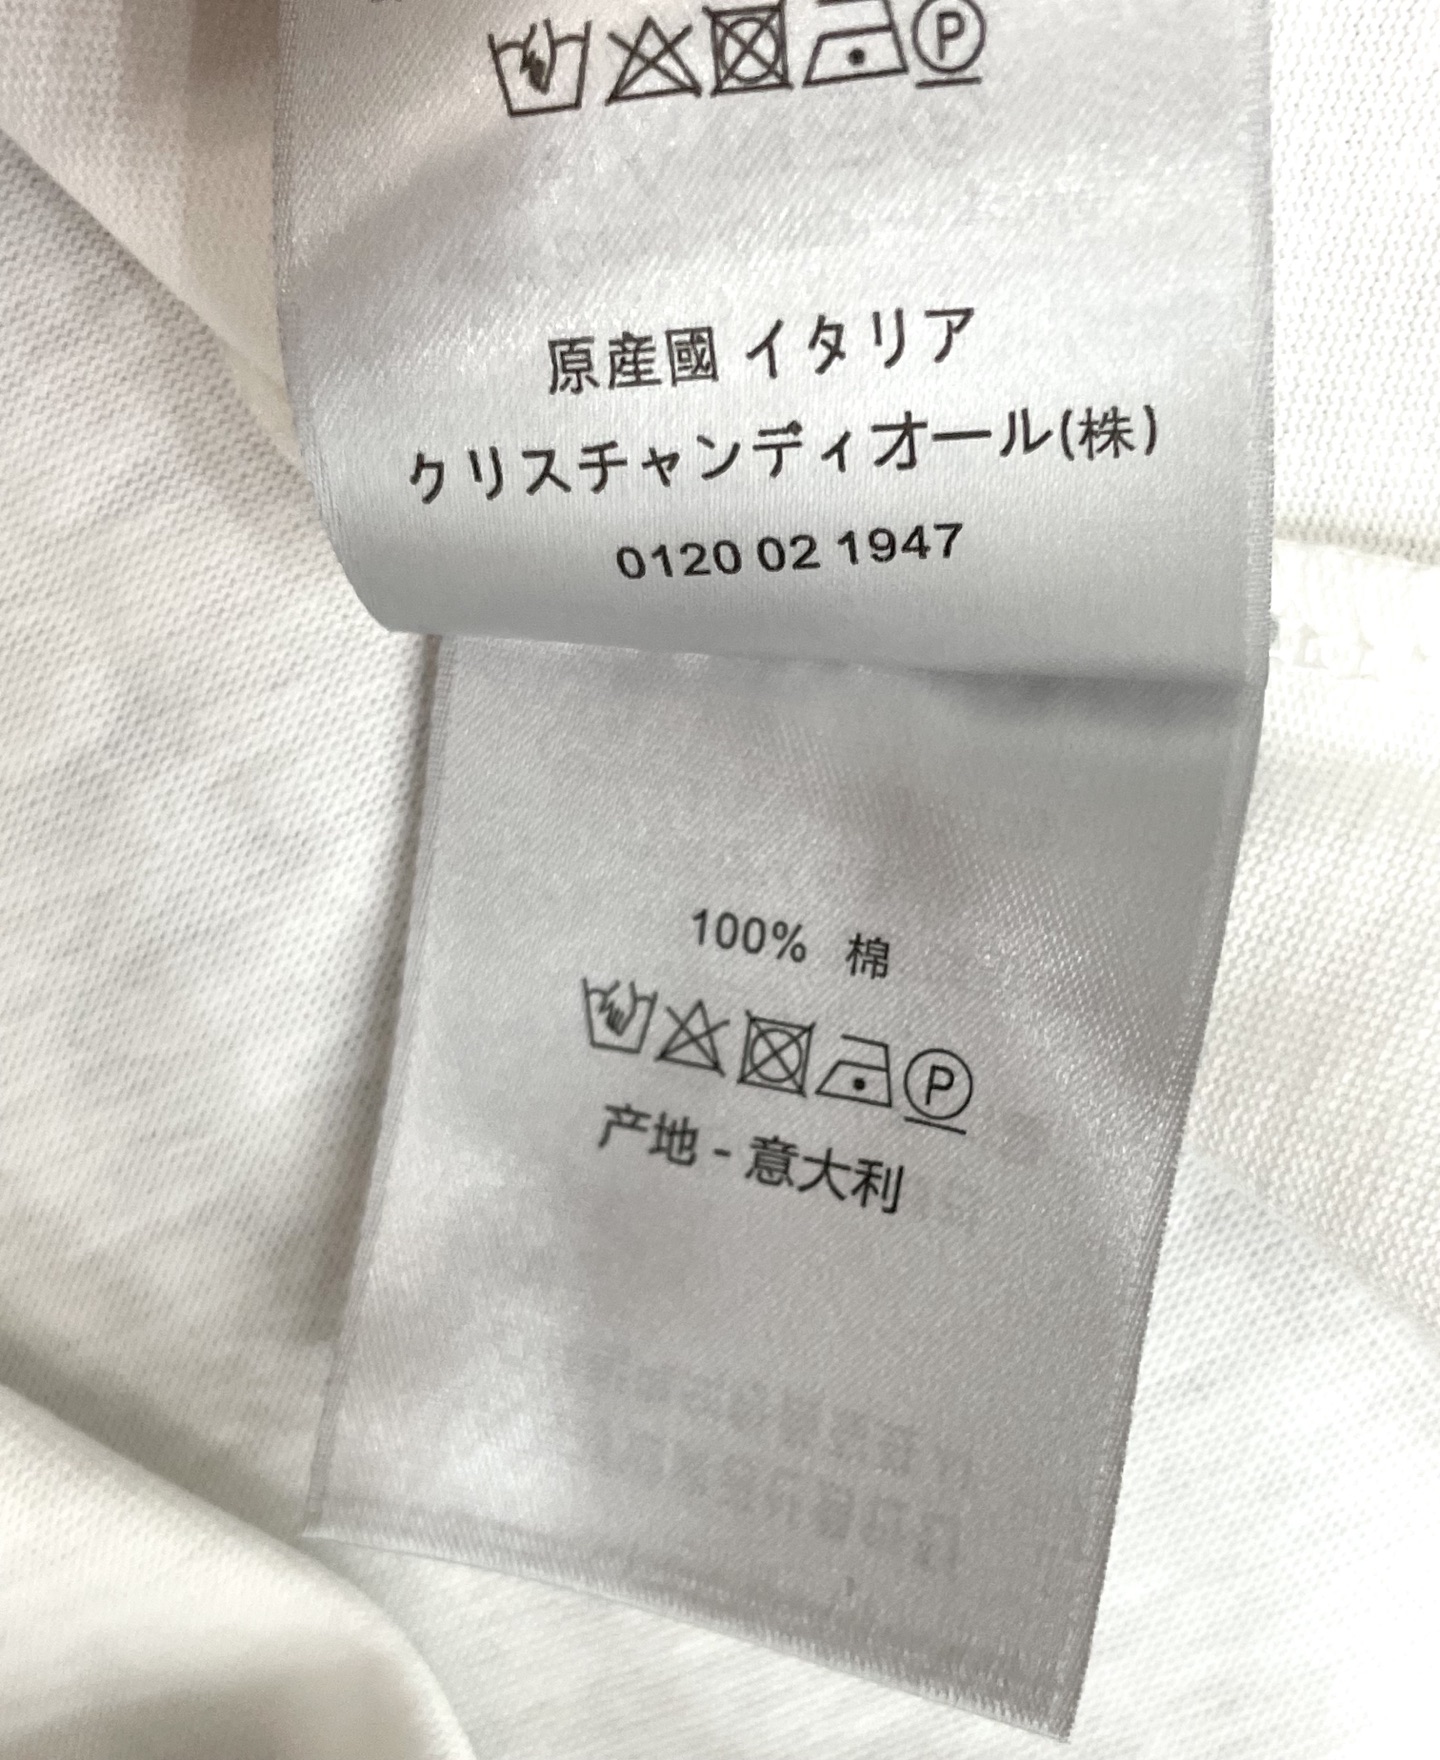 原産國 イタリア
クリスチャンディオール(株)
0120 02 1947
100% 棉
P
产地 - 意大利